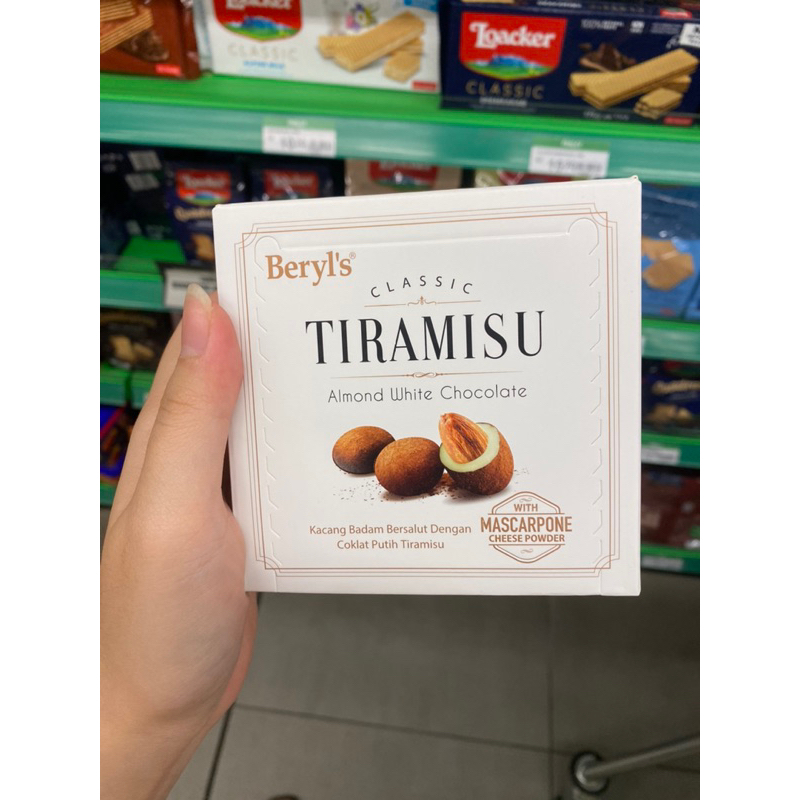 Loacker
CLASSIC
Loacker
CLASSIC
Loacker
Beryl's®
CLASSIC
TIRAMISU
Almond White Chocolate
Kacang Badam Bersalut Dengan
Coklat Putih Tiramisu
WITH
MASCARPONE
CHEESE POWDER